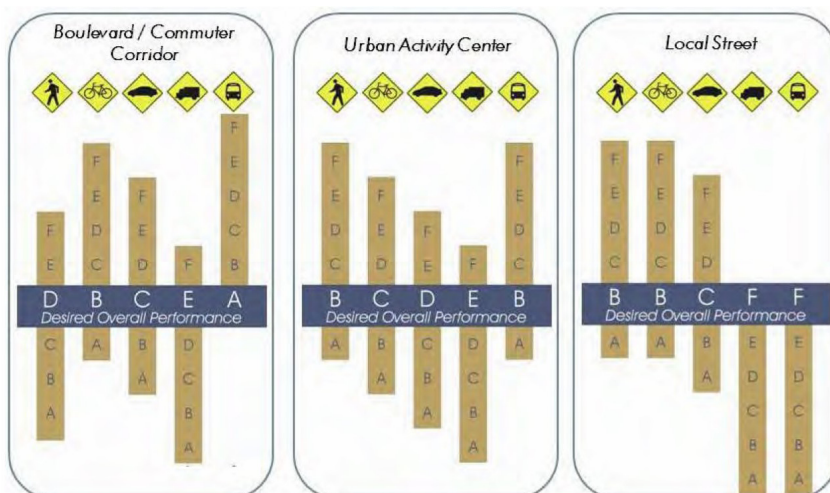 Boulevard / Commuter
Corridor
F
F E
E F D
F D E C
E C D F B
D B C E A
Desired Overall Performance
C A B D
B A C
A B
A
Urban Activity Center
F F
E F E
D E F D
C D E F C
B C D E B
Desired Overall Performance
A B C D A
A B C
A B
A
Local Street
F F
E E F
D D E
C C D
B B C F F
Desired Overall Performance
A A B E E
A D D
C C
B B
A A